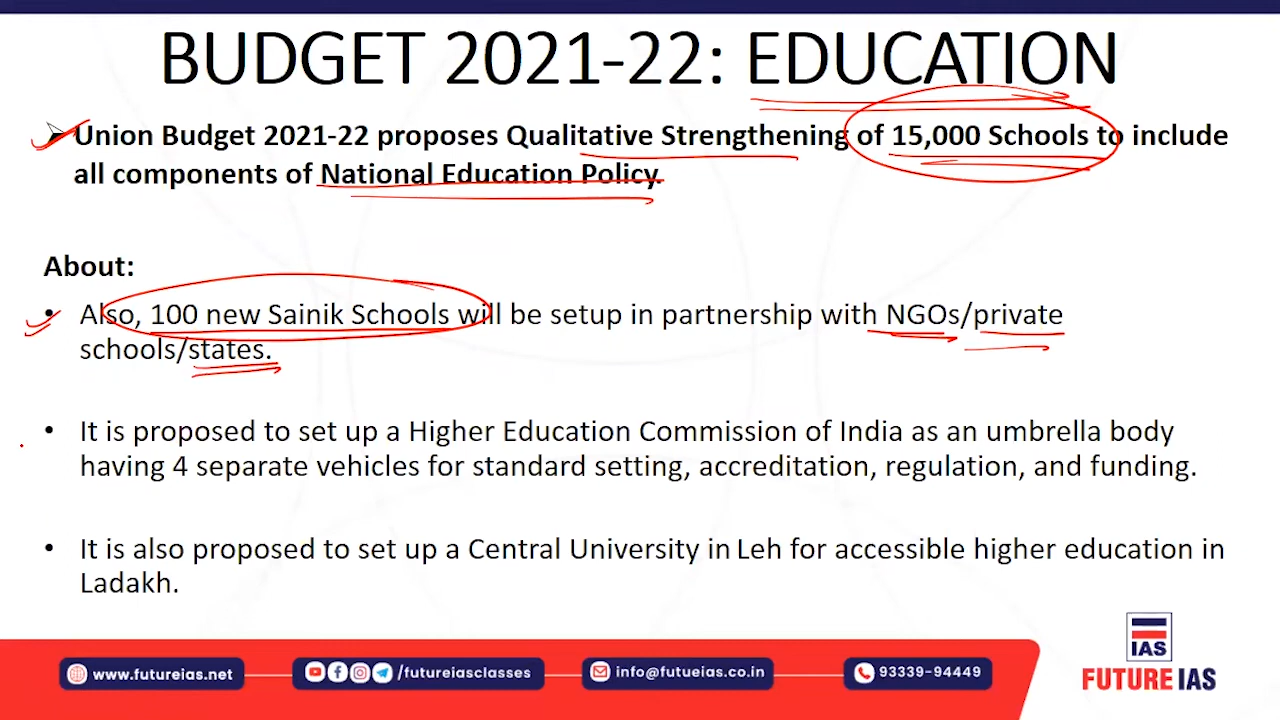 BUDGET 2021-22: EDUCATION
Union Budget 2021-22 proposes Qualitative Strengthening of 15,000 Schools to include
all components of National Education Policy.
About:
• Also, 100 new Sainik Schools will be setup in partnership with NGOs/private
schools/states.
• It is proposed to set up a Higher Education Commission of India as an umbrella body
having 4 separate vehicles for standard setting, accreditation, regulation, and funding.
• It is also proposed to set up a Central University in Leh for accessible higher education in
Ladakh.
www.futureias.net
/futureiasclasses
info@futueias.co.in
93339-94449
IAS
FUTURE IAS